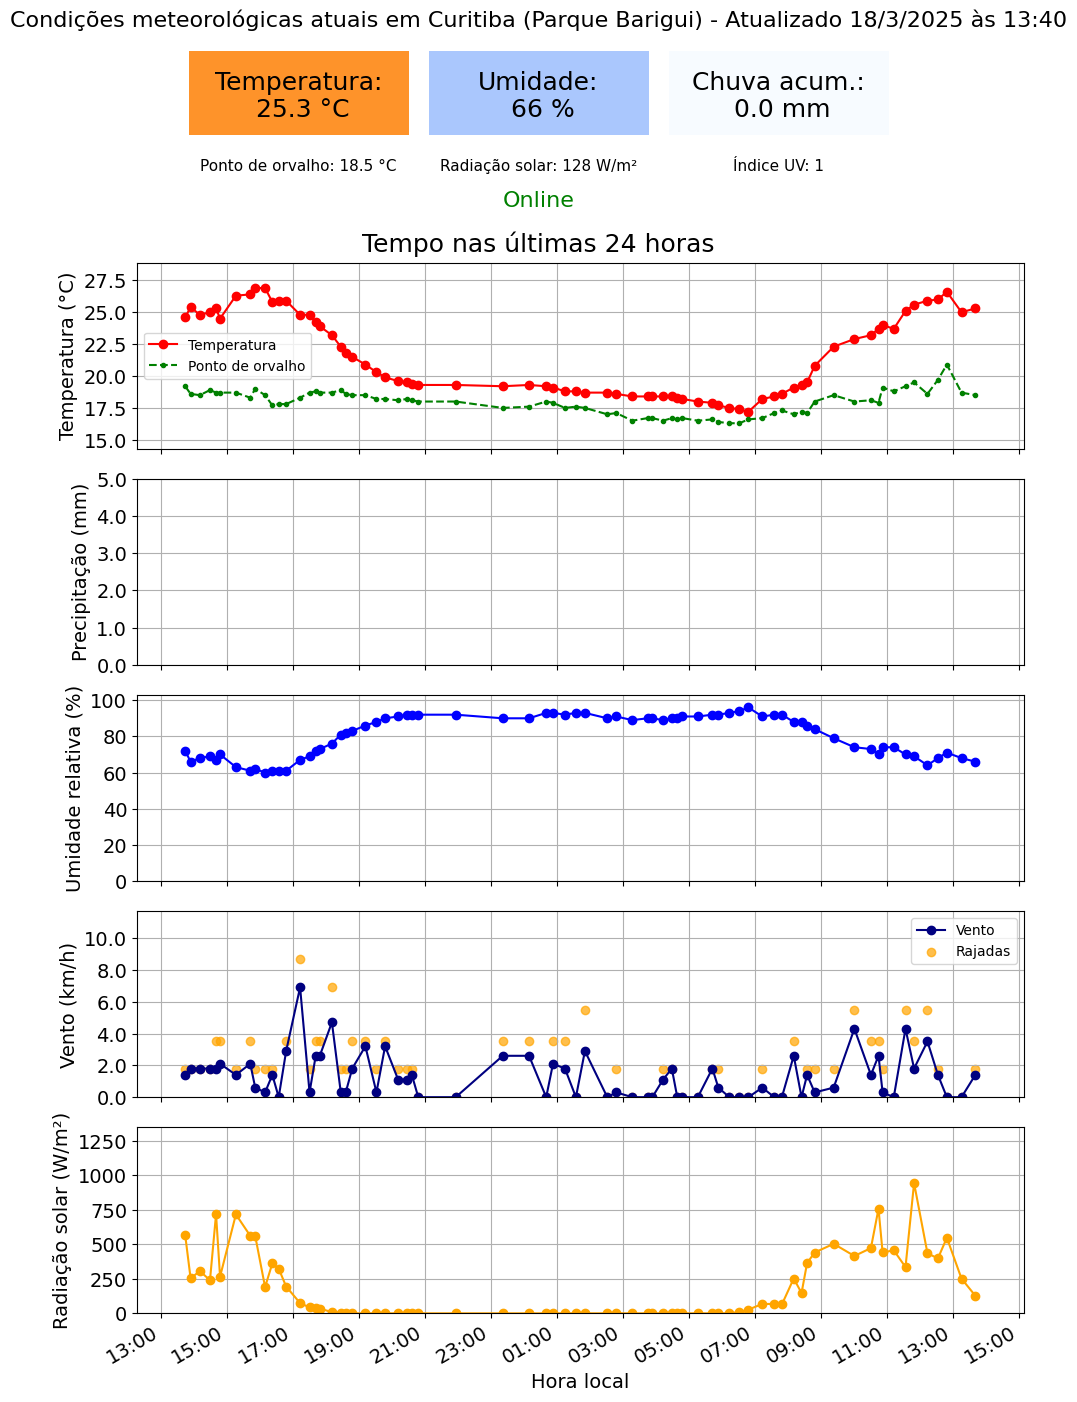 Condições meteorológicas atuais em Curitiba (Parque Barigui) - Atualizado 18/3/2025 às 13:40
Temperatura:
25.3 °C
Umidade:
66 %
Chuva acum.:
0.0 mm
Ponto de orvalho: 18.5 °C
Radiação solar: 128 W/m²
Índice UV: 1
Online
Tempo nas últimas 24 horas
Temperatura (°C)
27.5
25.0
22.5
20.0
17.5
15.0
Temperatura
Ponto de orvalho
Precipitação (mm)
5.0
4.0
3.0
2.0
1.0
0.0
Umidade relativa (%)
100
80
60
40
20
0
Vento (km/h)
10.0
8.0
6.0
4.0
2.0
0.0
Vento
Rajadas
Radiação solar (W/m²)
1250
1000
750
500
250
0
13:00
15:00
17:00
19:00
21:00
23:00
01:00
03:00
05:00
07:00
09:00
11:00
13:00
15:00
Hora local